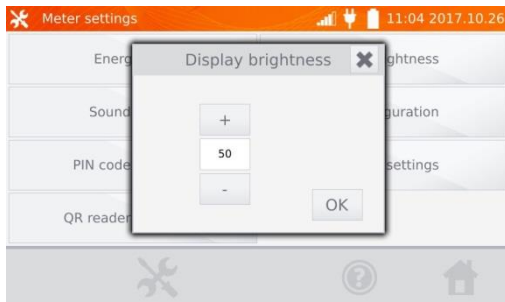 Meter settings
11:04 2017.10.26
Energ
Display brightness
ghtness
Sound
+
guration
PIN code
50
settings
-
QR reader
OK